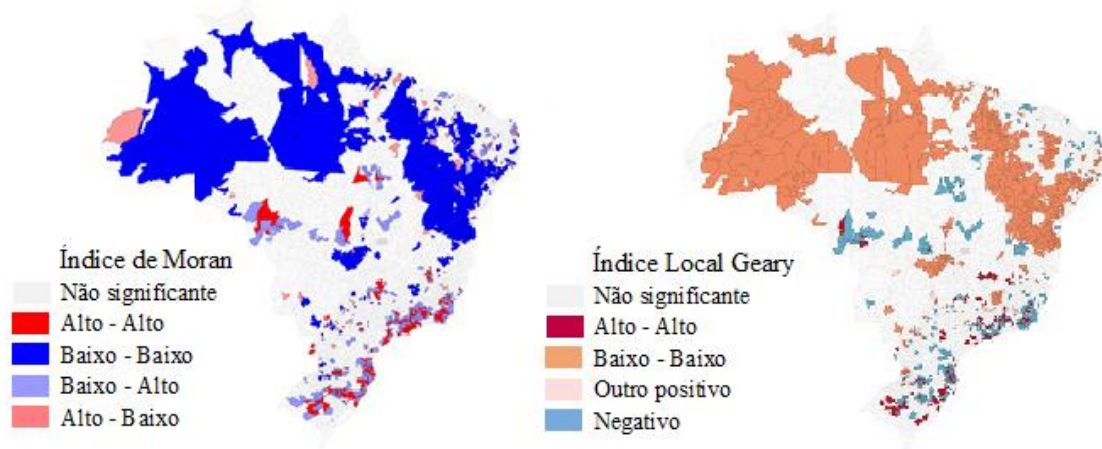 Índice de Moran
Não significante
Alto - Alto
Baixo - Baixo
Baixo - Alto
Alto - Baixo
Índice Local Geary
Não significante
Alto - Alto
Baixo - Baixo
Outro positivo
Negativo